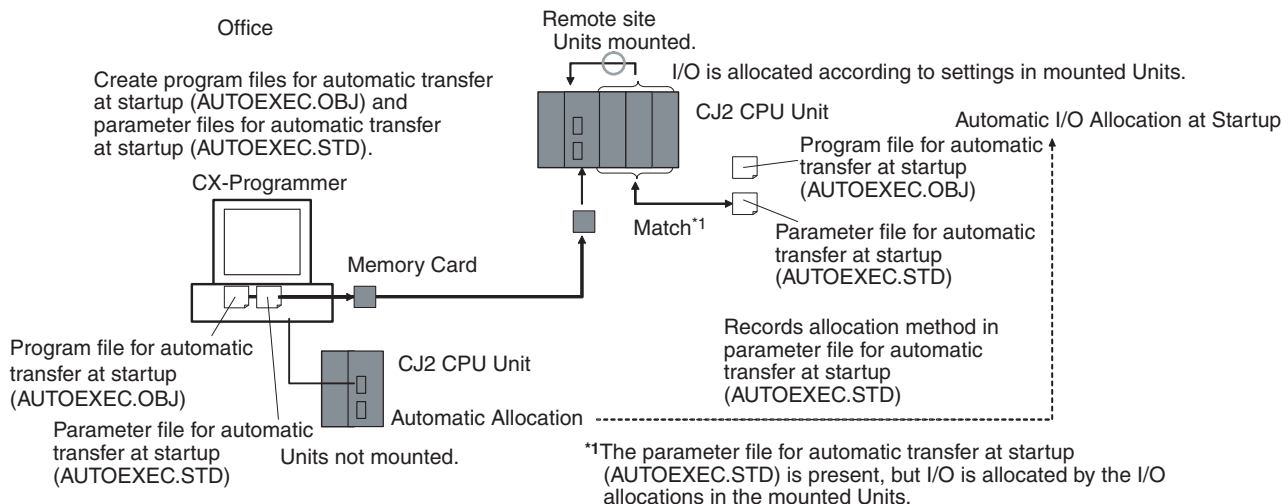 Office
Create program files for automatic transfer
at startup (AUTOEXEC.OBJ) and
parameter files for automatic transfer
at startup (AUTOEXEC.STD).
CX-Programmer
Memory Card
Program file for automatic
transfer at startup
(AUTOEXEC.OBJ)
Parameter file for automatic
transfer at startup
(AUTOEXEC.STD)
Units not mounted.
CJ2 CPU Unit
Automatic Allocation
Remote site
Units mounted.
I/O is allocated according to settings in mounted Units.
CJ2 CPU Unit
Automatic I/O Allocation at Startup
Program file for automatic
transfer at startup
(AUTOEXEC.OBJ)
Match*1
Parameter file for automatic
transfer at startup
(AUTOEXEC.STD)
Records allocation method in
parameter file for automatic
transfer at startup
(AUTOEXEC.STD)
*1The parameter file for automatic transfer at startup
(AUTOEXEC.STD) is present, but I/O is allocated by the I/O
allocations in the mounted Units.